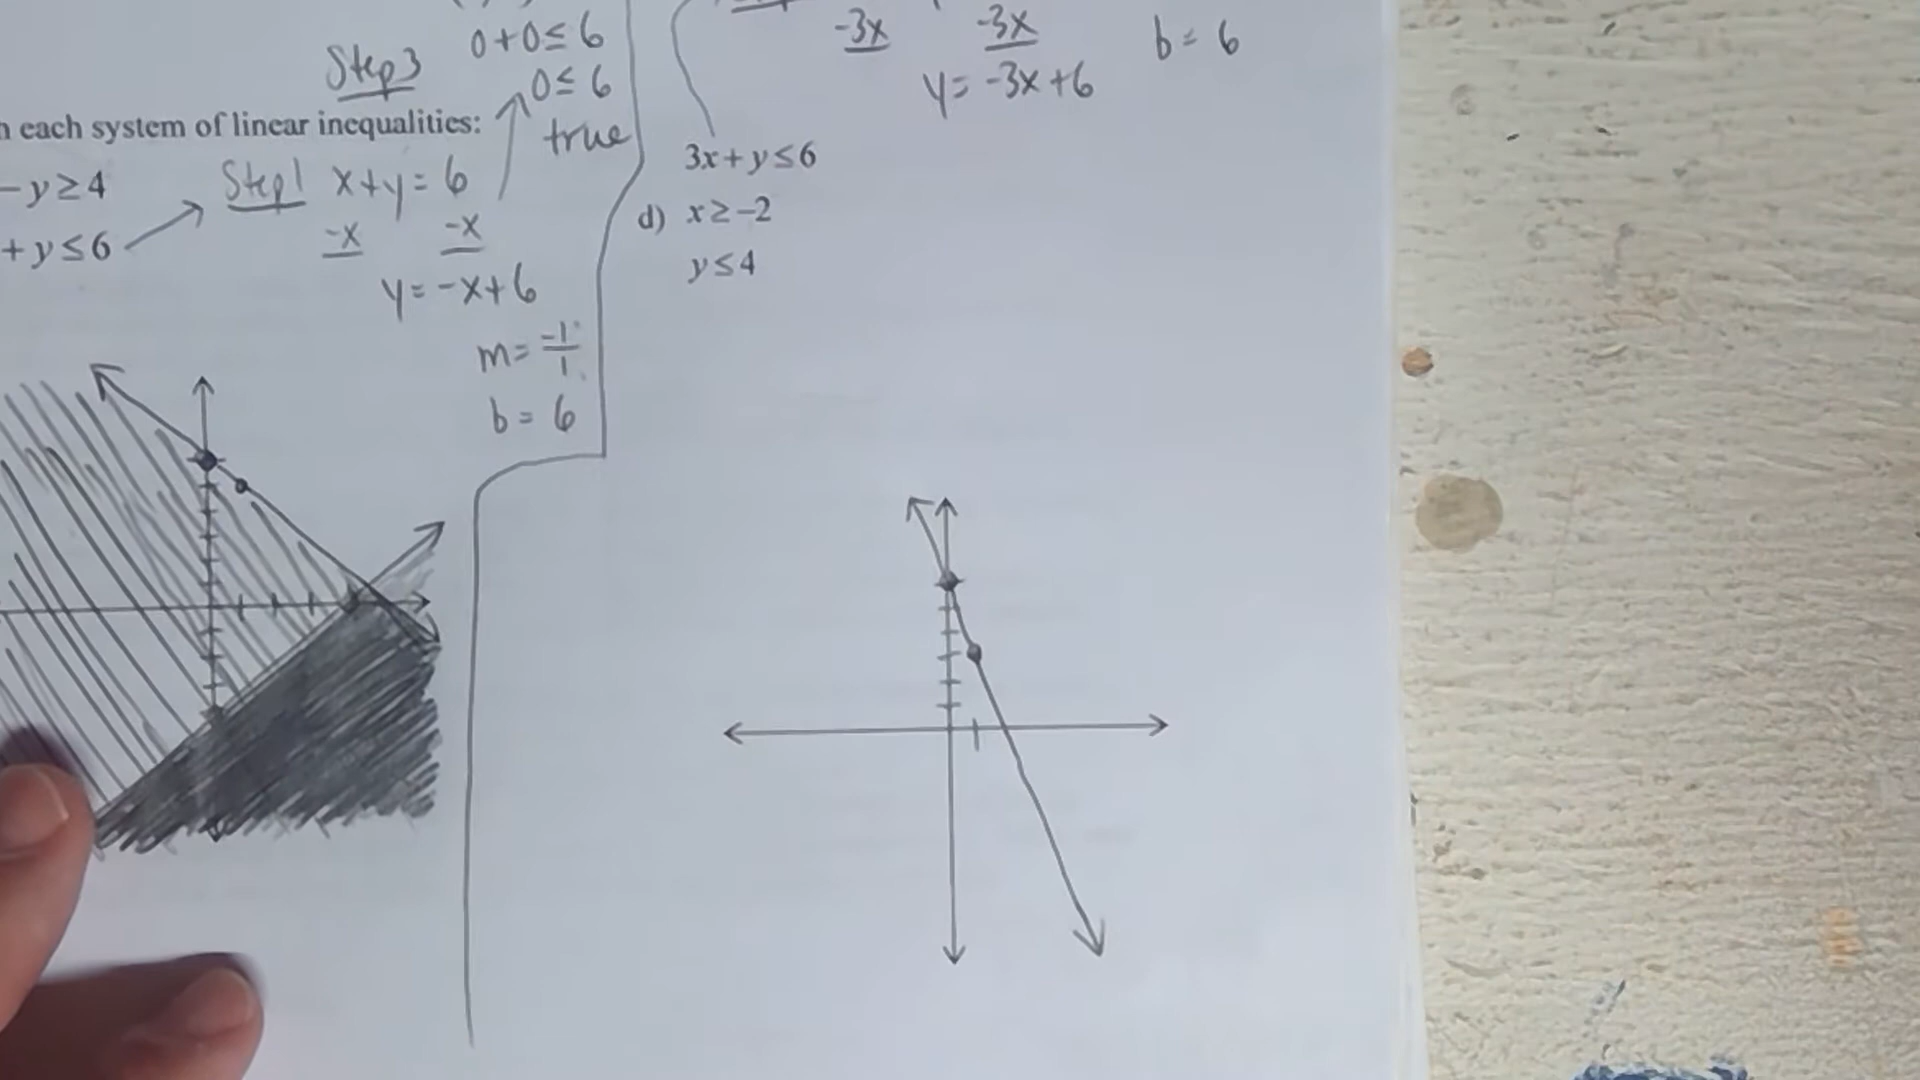 0+0≤6
Step3
0≤6
true
each system of linear inequalities:
-y≥4
+y≤6
Step1 x+y=6
-x -x
y=-x+6
m=-1/1
b=6
-3x -3x
y=-3x+6
b=6
3x+y≤6
d) x≥-2
y≤4